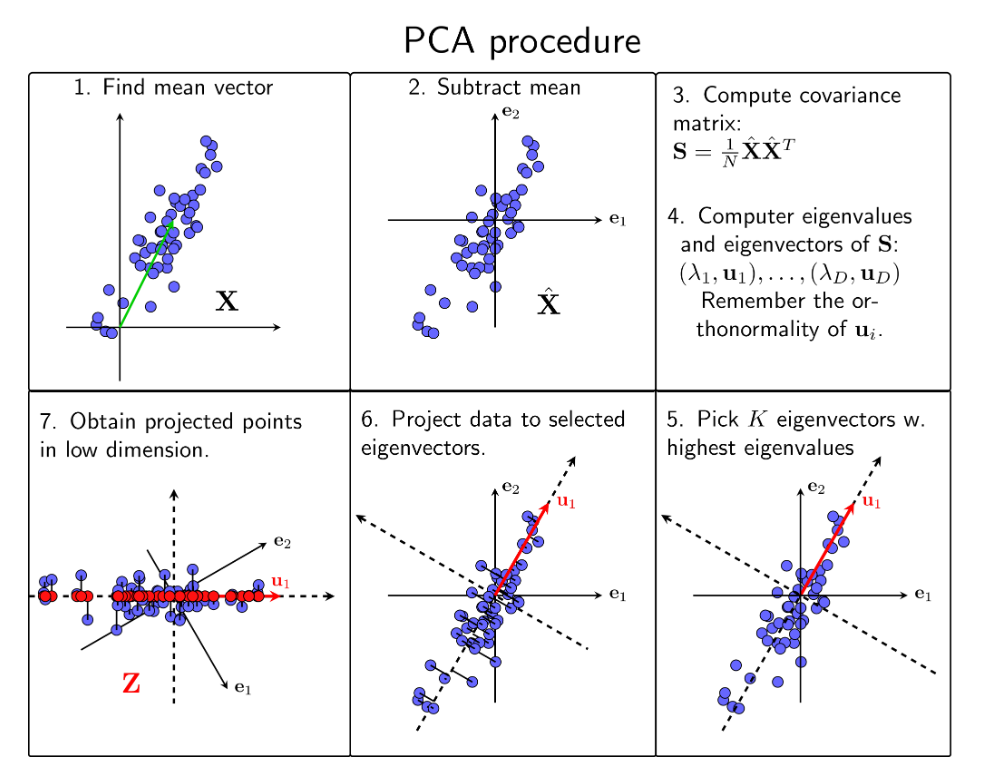 PCA procedure
1. Find mean vector
X
2. Subtract mean
e₂
e₁
X̂
3. Compute covariance
matrix:
S = 1/N X̂X̂ᵀ
4. Computer eigenvalues
and eigenvectors of S:
(λ₁, u₁), . . . , (λ_D, u_D)
Remember the or-
thonormality of uᵢ.
7. Obtain projected points
in low dimension.
e₂
u₁
Z
e₁
6. Project data to selected
eigenvectors.
e₂
u₁
e₁
5. Pick K eigenvectors w.
highest eigenvalues
e₂
u₁
e₁